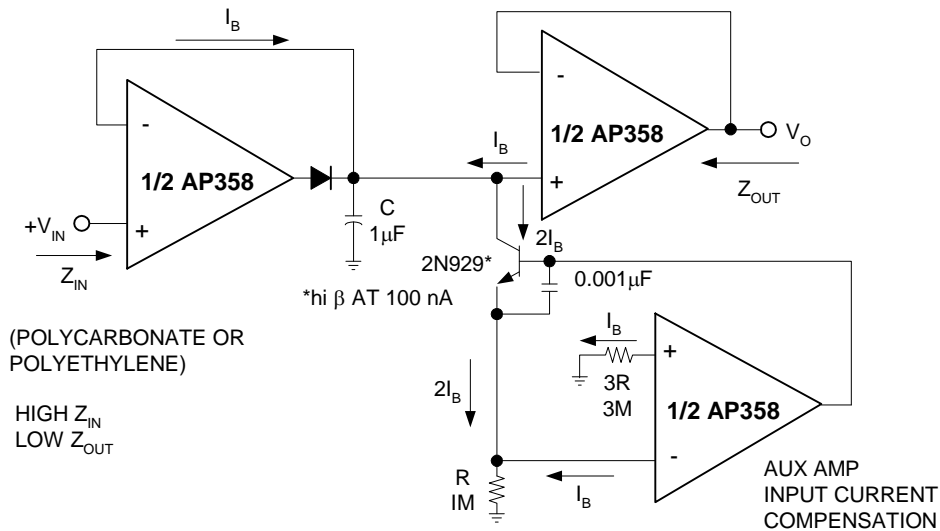 I_B
-
1/2 AP358
+V_IN
+
Z_IN
C
1μF
I_B
-
1/2 AP358
+
V_O
Z_OUT
2I_B
2N929*
*hi β AT 100 nA
0.001μF
(POLYCARBONATE OR
POLYETHYLENE)
HIGH Z_IN
LOW Z_OUT
I_B
3R
3M
+
1/2 AP358
-
2I_B
R
IM
I_B
AUX AMP
INPUT CURRENT
COMPENSATION